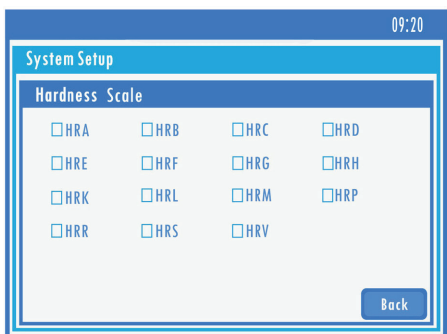 09:20
System Setup
Hardness Scale
HRA HRB HRC HRD
HRE HRF HRG HRH
HRK HRL HRM HRP
HRR HRS HRV
Back